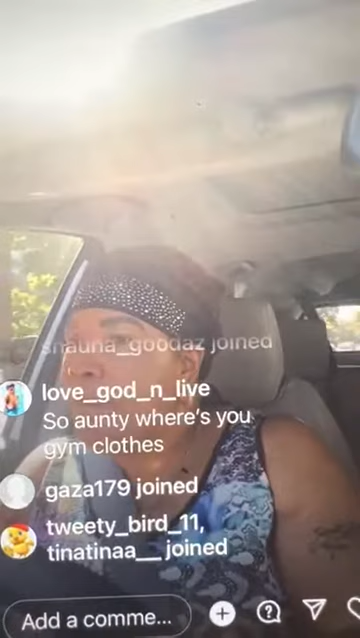 shauna_goodaz joined
love_god_n_live
So aunty where's you
gym clothes
gaza179 joined
tweety_bird_11,
tinatinaa__ joined
Add a comme...